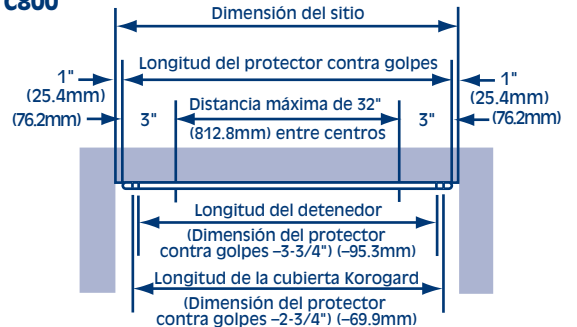 C800
Dimensión del sitio
Longitud del protector contra golpes
1"
(25.4mm)
1"
(25.4mm)
(76.2mm)
3"
Distancia máxima de 32"
(812.8mm) entre centros
3"
(76.2mm)
Longitud del detenedor
(Dimensión del protector
contra golpes –3-3/4") (–95.3mm)
Longitud de la cubierta Korogard
(Dimensión del protector
contra golpes –2-3/4") (–69.9mm)